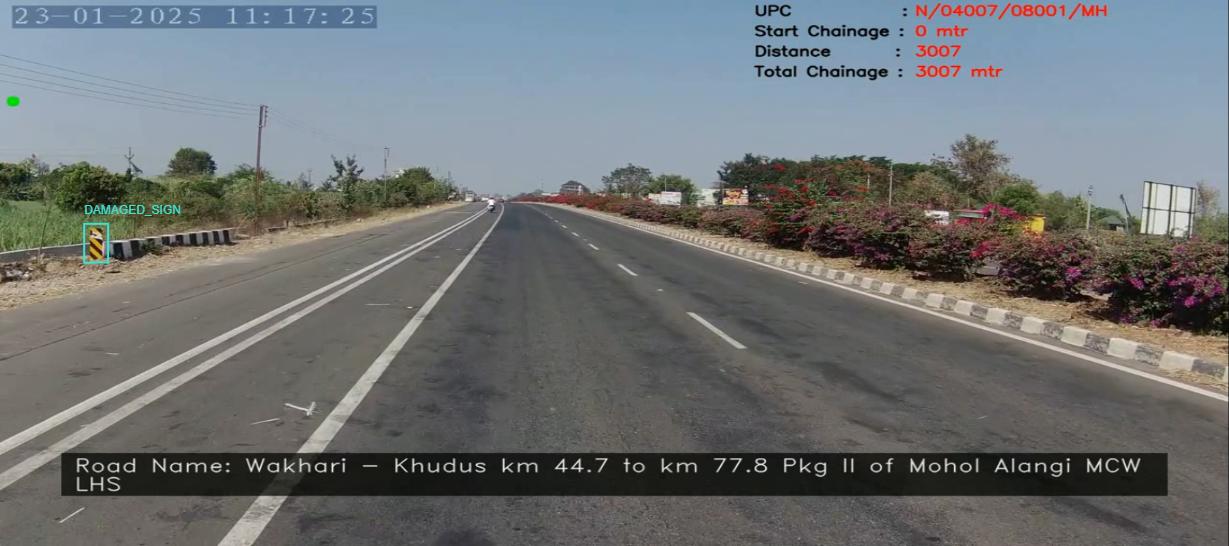 23-01-2025 11:17:25
UPC : N/04007/08001/MH
Start Chainage : 0 mtr
Distance : 3007
Total Chainage : 3007 mtr
DAMAGED_SIGN
Road Name: Wakhari – Khudus km 44.7 to km 77.8 Pkg II of Mohol Alangi MCW
LHS